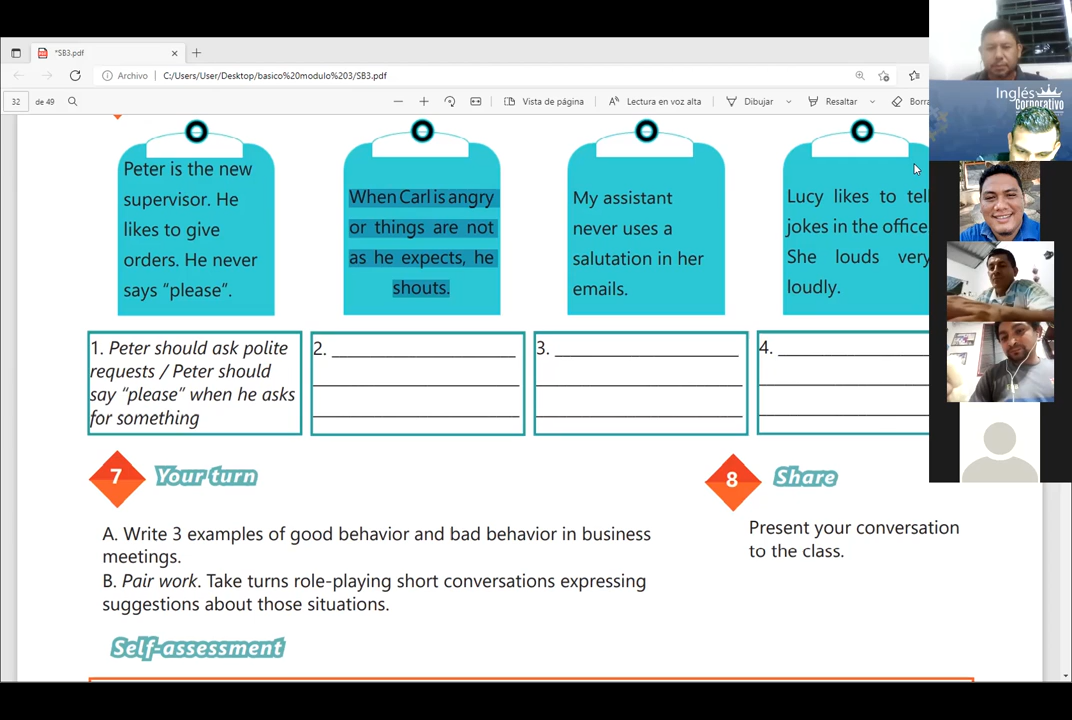 *SB3.pdf
Archivo
C:/Users/User/Desktop/basico%20modulo%203/SB3.pdf
32
de 49
Vista de página
Lectura en voz alta
Dibujar
Resaltar
Borra
Inglés
Corporativo
Peter is the new
supervisor. He
likes to give
orders. He never
says “please”.
When Carl is angry
or things are not
as he expects, he
shouts.
My assistant
never uses a
salutation in her
emails.
Lucy likes to tell
jokes in the office
She louds very
loudly.
1. Peter should ask polite
requests / Peter should
say “please” when he asks
for something
2.
3.
4.
7 Your turn
A. Write 3 examples of good behavior and bad behavior in business
meetings.
B. Pair work. Take turns role-playing short conversations expressing
suggestions about those situations.
8 Share
Present your conversation
to the class.
Self-assessment